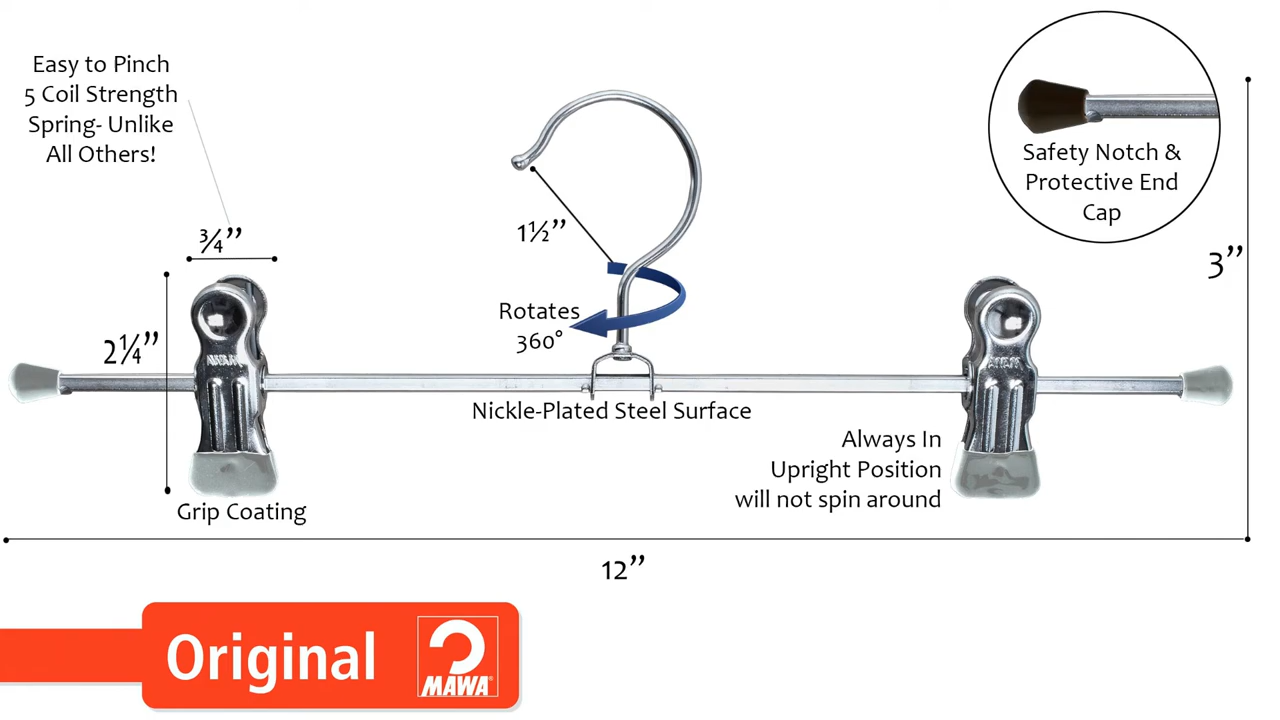 Easy to Pinch
5 Coil Strength
Spring- Unlike
All Others!
Safety Notch &
Protective End
Cap
1½”
¾”
3”
Rotates
360°
2¼”
MAWA
MAWA
Nickle-Plated Steel Surface
Always In
Upright Position
will not spin around
Grip Coating
12”
Original
MAWA®